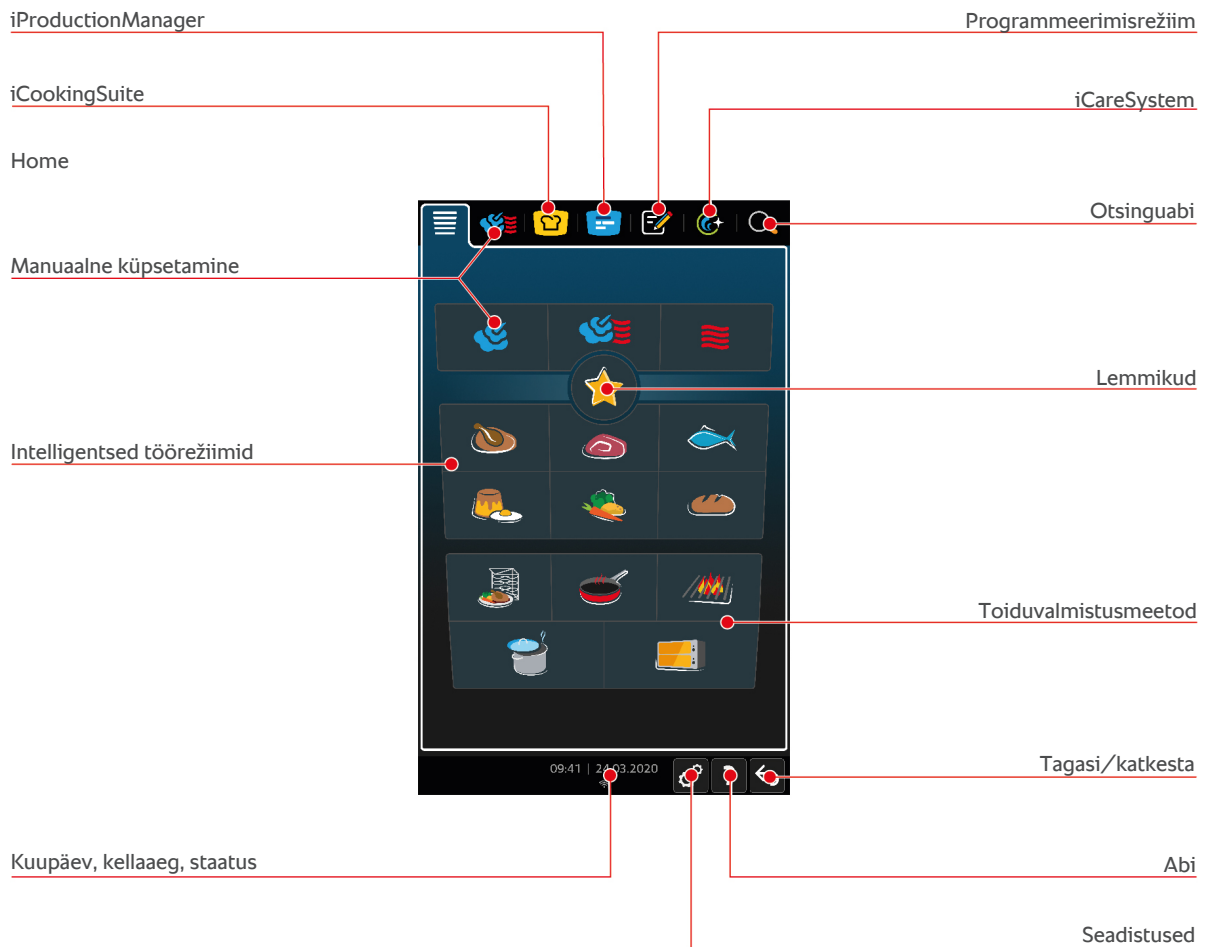 iProductionManager
Programmeerimisrežiim
iCookingSuite
iCareSystem
Home
Otsinguabi
Manuaalne küpsetamine
Lemmikud
Intelligentsed töörežiimid
Toiduvalmistusmeetod
09:41 | 24.03.2020
Tagasi/katkesta
Kuupäev, kellaaeg, staatus
Abi
Seadistused